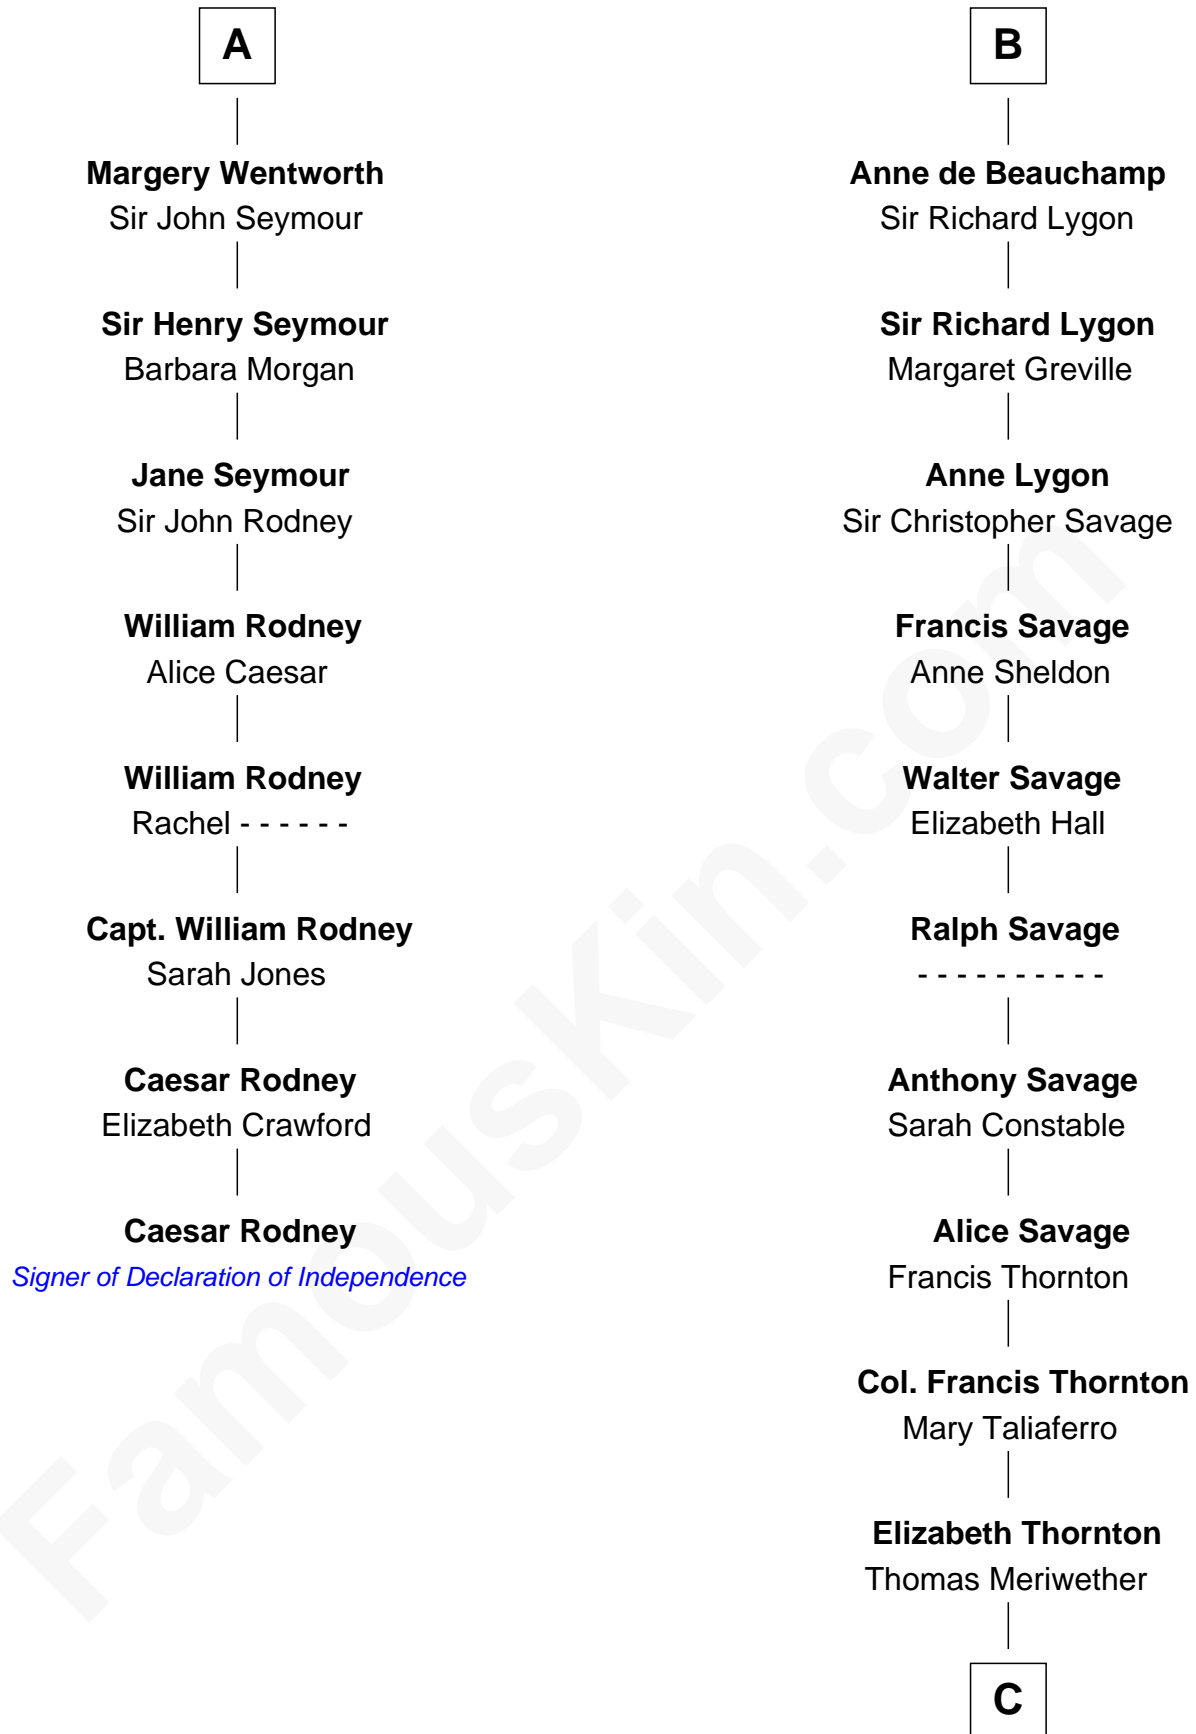 A
Margery Wentworth
Sir John Seymour
Sir Henry Seymour
Barbara Morgan
Jane Seymour
Sir John Rodney
William Rodney
Alice Caesar
William Rodney
Rachel - - - - - -
Capt. William Rodney
Sarah Jones
Caesar Rodney
Elizabeth Crawford
Caesar Rodney
Signer of Declaration of Independence
B
Anne de Beauchamp
Sir Richard Lygon
Sir Richard Lygon
Margaret Greville
Anne Lygon
Sir Christopher Savage
Francis Savage
Anne Sheldon
Walter Savage
Elizabeth Hall
Ralph Savage
- - - - - - - - - -
Anthony Savage
Sarah Constable
Alice Savage
Francis Thornton
Col. Francis Thornton
Mary Taliaferro
Elizabeth Thornton
Thomas Meriwether
C
FamousKin.com